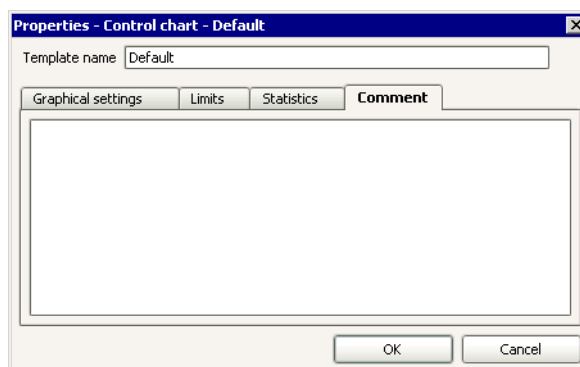 Properties - Control chart - Default
Template name Default
Graphical settings Limits Statistics Comment
OK Cancel